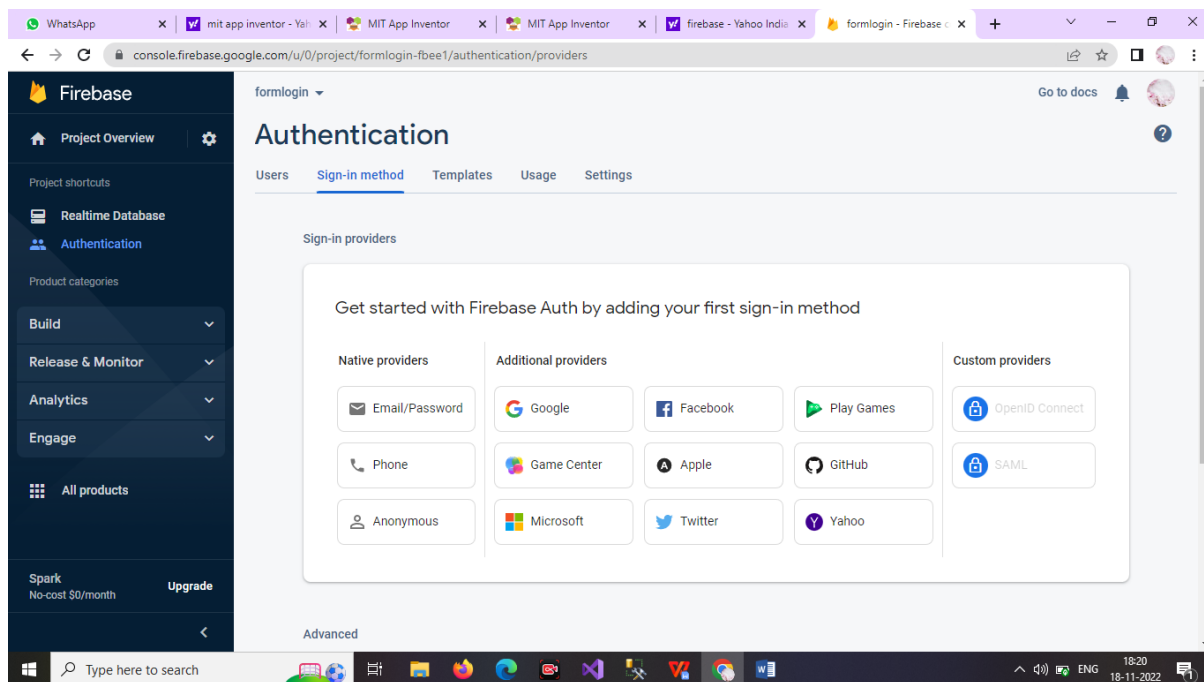 WhatsApp
mit app inventor - Yah
MIT App Inventor
MIT App Inventor
firebase - Yahoo India
formlogin - Firebase c
console.firebase.google.com/u/0/project/formlogin-fbee1/authentication/providers
Firebase
Project Overview
Project shortcuts
Realtime Database
Authentication
Product categories
Build
Release & Monitor
Analytics
Engage
All products
Spark
No-cost $0/month
Upgrade
formlogin
Go to docs
Authentication
Users Sign-in method Templates Usage Settings
Sign-in providers
Get started with Firebase Auth by adding your first sign-in method
Native providers Additional providers Custom providers
Email/Password Google Facebook Play Games OpenID Connect
Phone Game Center Apple GitHub SAML
Anonymous Microsoft Twitter Yahoo
Advanced
Type here to search
ENG
18:20
18-11-2022